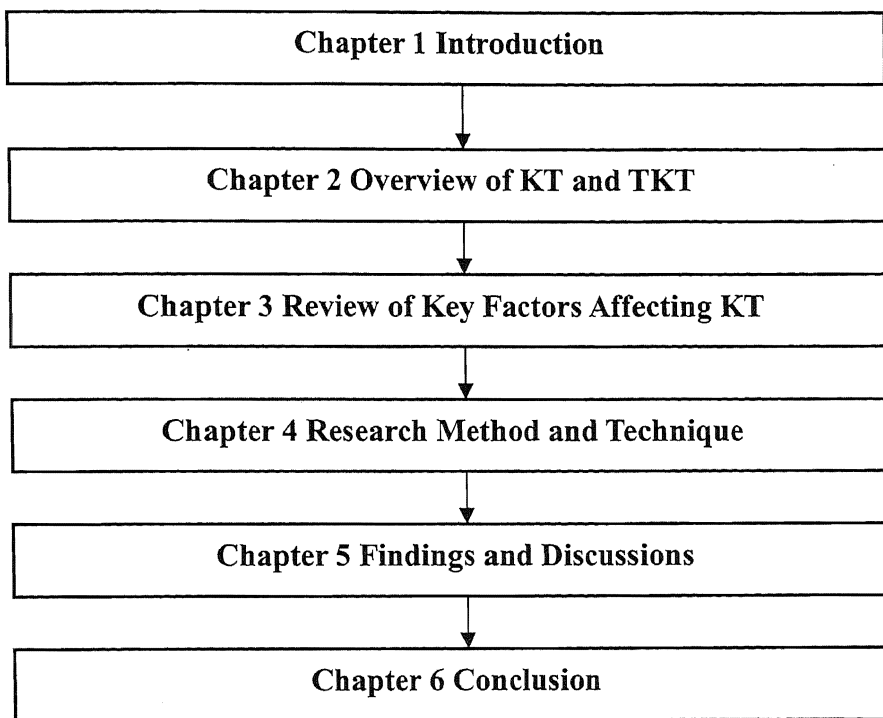 Chapter 1 Introduction
Chapter 2 Overview of KT and TKT
Chapter 3 Review of Key Factors Affecting KT
Chapter 4 Research Method and Technique
Chapter 5 Findings and Discussions
Chapter 6 Conclusion